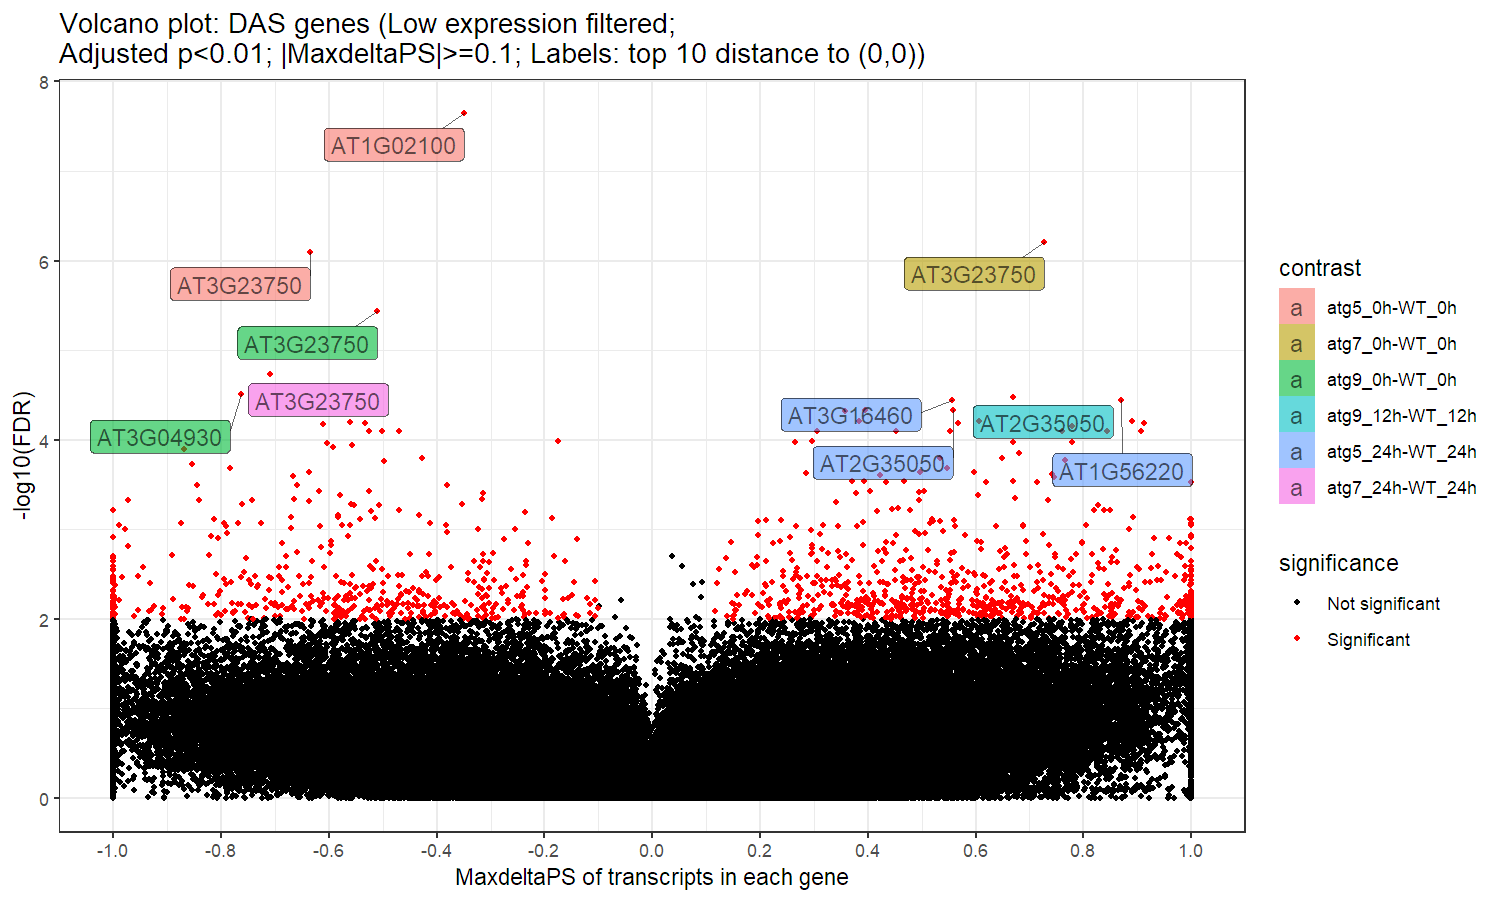 Volcano plot: DAS genes (Low expression filtered;
Adjusted p<0.01; |MaxdeltaPS|>=0.1; Labels: top 10 distance to (0,0))
-log10(FDR)
8
6
4
2
0
AT1G02100
AT3G23750
AT3G23750
AT3G23750
AT3G23750
AT3G04930
AT3G16460
AT2G35050
AT2G35050
AT1G56220
-1.0 -0.8 -0.6 -0.4 -0.2 0.0 0.2 0.4 0.6 0.8 1.0
MaxdeltaPS of transcripts in each gene
contrast
a atg5_0h-WT_0h
a atg7_0h-WT_0h
a atg9_0h-WT_0h
a atg9_12h-WT_12h
a atg5_24h-WT_24h
a atg7_24h-WT_24h
significance
Not significant
Significant